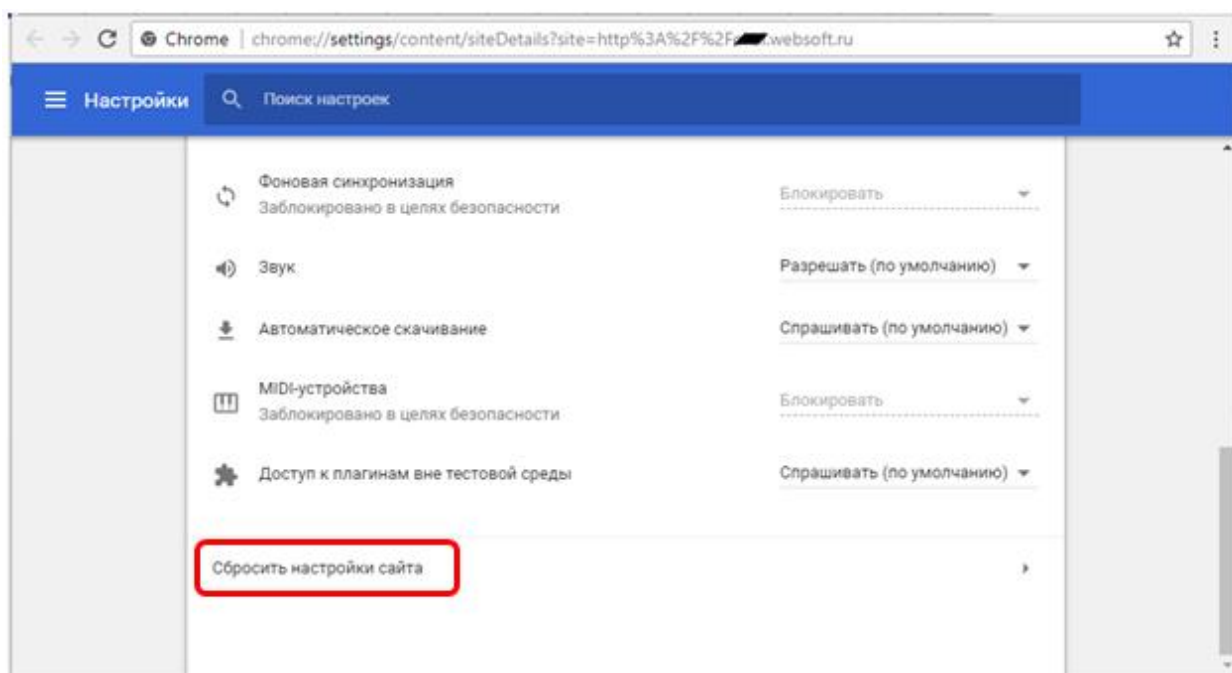 Chrome | chrome://settings/content/siteDetails?site=http%3A%2F%2F .websoft.ru
Настройки Поиск настроек
Фоновая синхронизация
Заблокировано в целях безопасности Блокировать
Звук Разрешать (по умолчанию)
Автоматическое скачивание Спрашивать (по умолчанию)
MIDI-устройства
Заблокировано в целях безопасности Блокировать
Доступ к плагинам вне тестовой среды Спрашивать (по умолчанию)
Сбросить настройки сайта